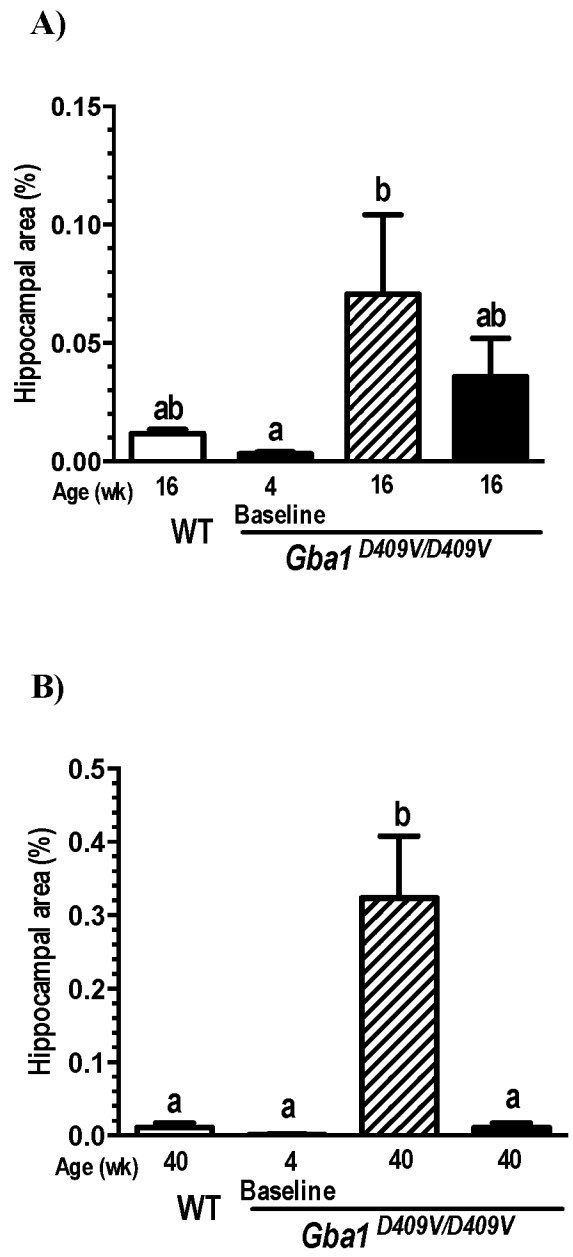 A)
Hippocampal area (%)
0.15
0.10
0.05
0.00
ab
a
b
ab
Age (wk) 16 4 16 16
WT Baseline
Gba1 D409V/D409V
B)
Hippocampal area (%)
0.5
0.4
0.3
0.2
0.1
0.0
a
a
b
a
Age (wk) 40 4 40 40
WT Baseline
Gba1 D409V/D409V